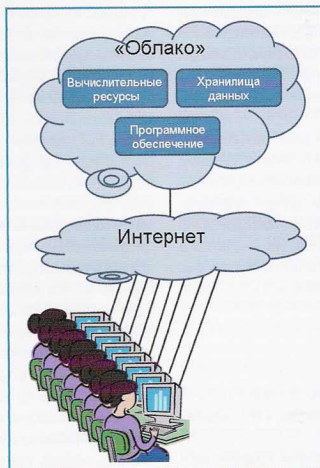 «Облако»
Вычислительные
ресурсы
Хранилища
данных
Программное
обеспечение
Интернет